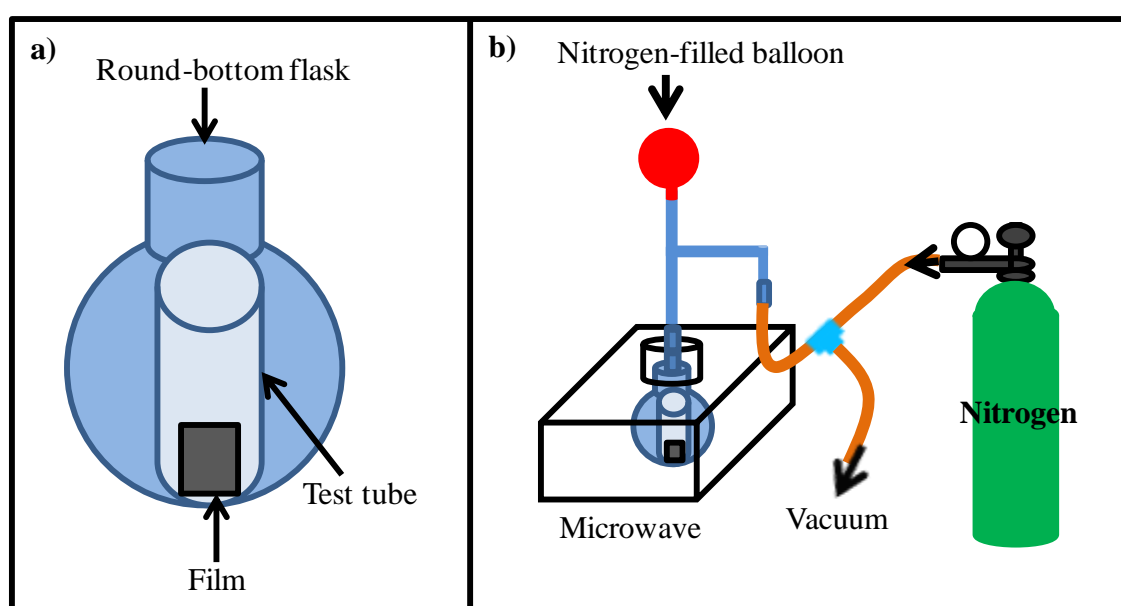 a)
Round-bottom flask
Test tube
Film
b)
Nitrogen-filled balloon
Nitrogen
Vacuum
Microwave